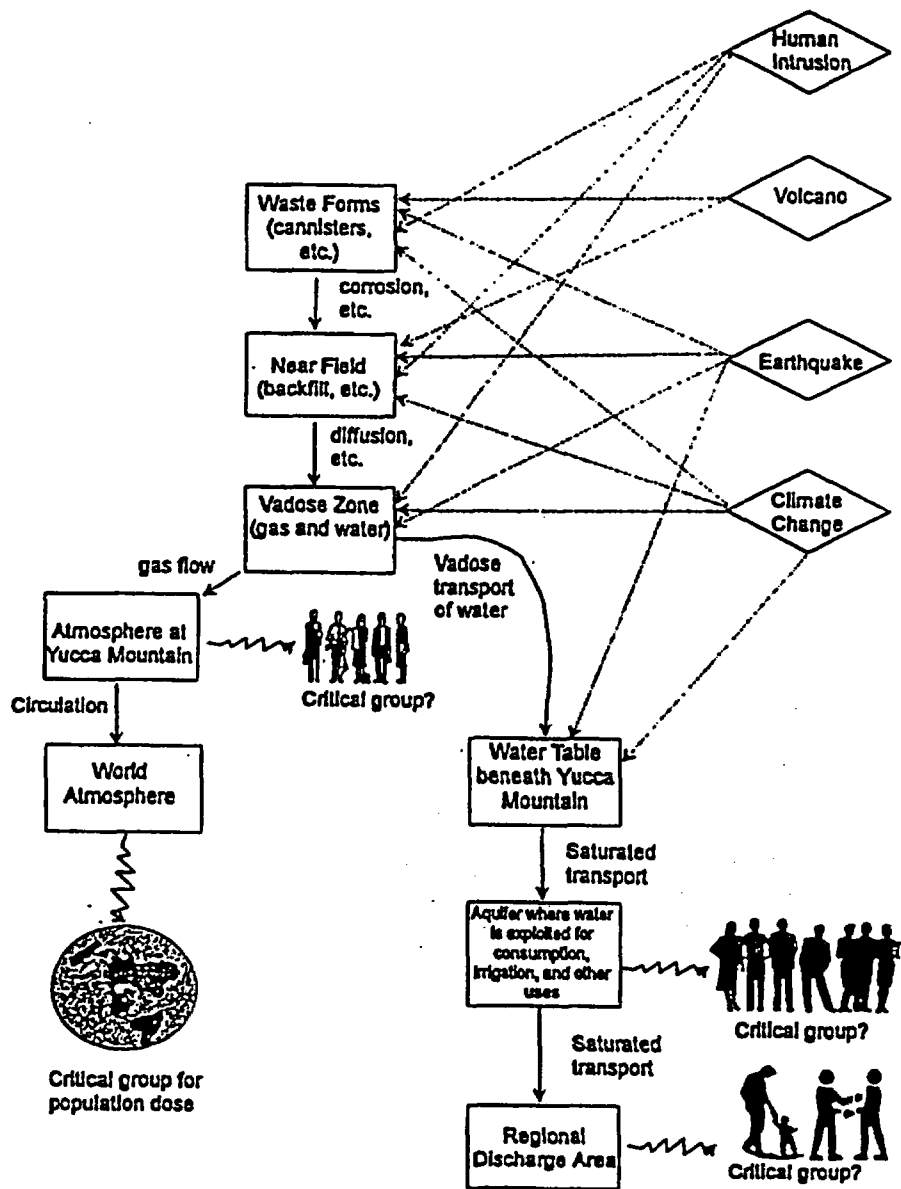 Human
Intrusion
Waste Forms
(cannisters,
etc.)
Volcano
corrosion,
etc.
Near Field
(backfill, etc.)
Earthquake
diffusion,
etc.
Vadose Zone
(gas and water)
Climate
Change
gas flow
Vadose
transport
of water
Atmosphere at
Yucca Mountain
Critical group?
Circulation
World
Atmosphere
Water Table
beneath Yucca
Mountain
Saturated
transport
Aquifer where water
is exploited for
consumption,
irrigation, and other
uses
Critical group?
Saturated
transport
Critical group for
population dose
Regional
Discharge Area
Critical group?